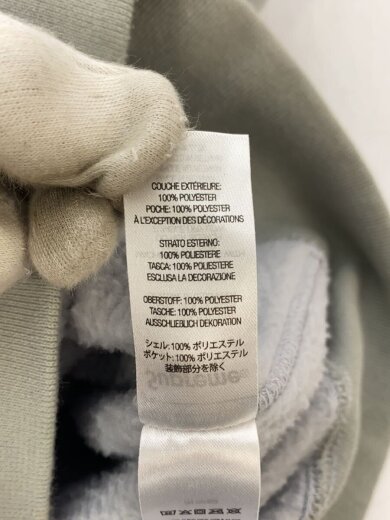 COUCHE EXTÉRIEURE:
100% POLYESTER
POCHE: 100% POLYESTER
À L'EXCEPTION DES DÉCORATIONS
STRATO ESTERNO:
100% POLIESTERE
TASCA: 100% POLIESTERE
ESCLUSA LA DECORAZIONE
OBERSTOFF: 100% POLYESTER
TASCHE: 100% POLYESTER
AUSSCHLIEßLICH DEKORATION
シェル: 100% ポリエステル
ポケット: 100% ポリエステル
装飾部分を除く
Supreme